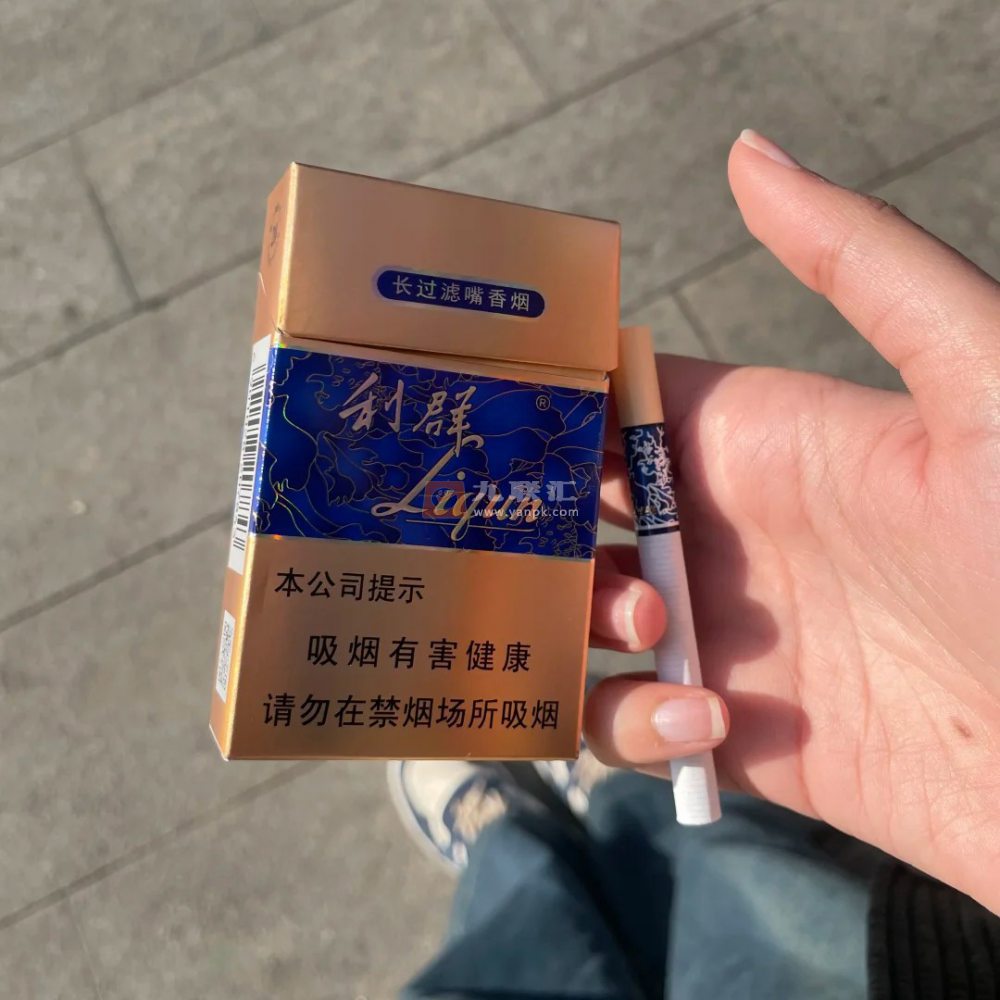 长过滤嘴香烟
利群
®
Liqun
九联汇
www.yanpk.com
本公司提示
吸烟有害健康
请勿在禁烟场所吸烟